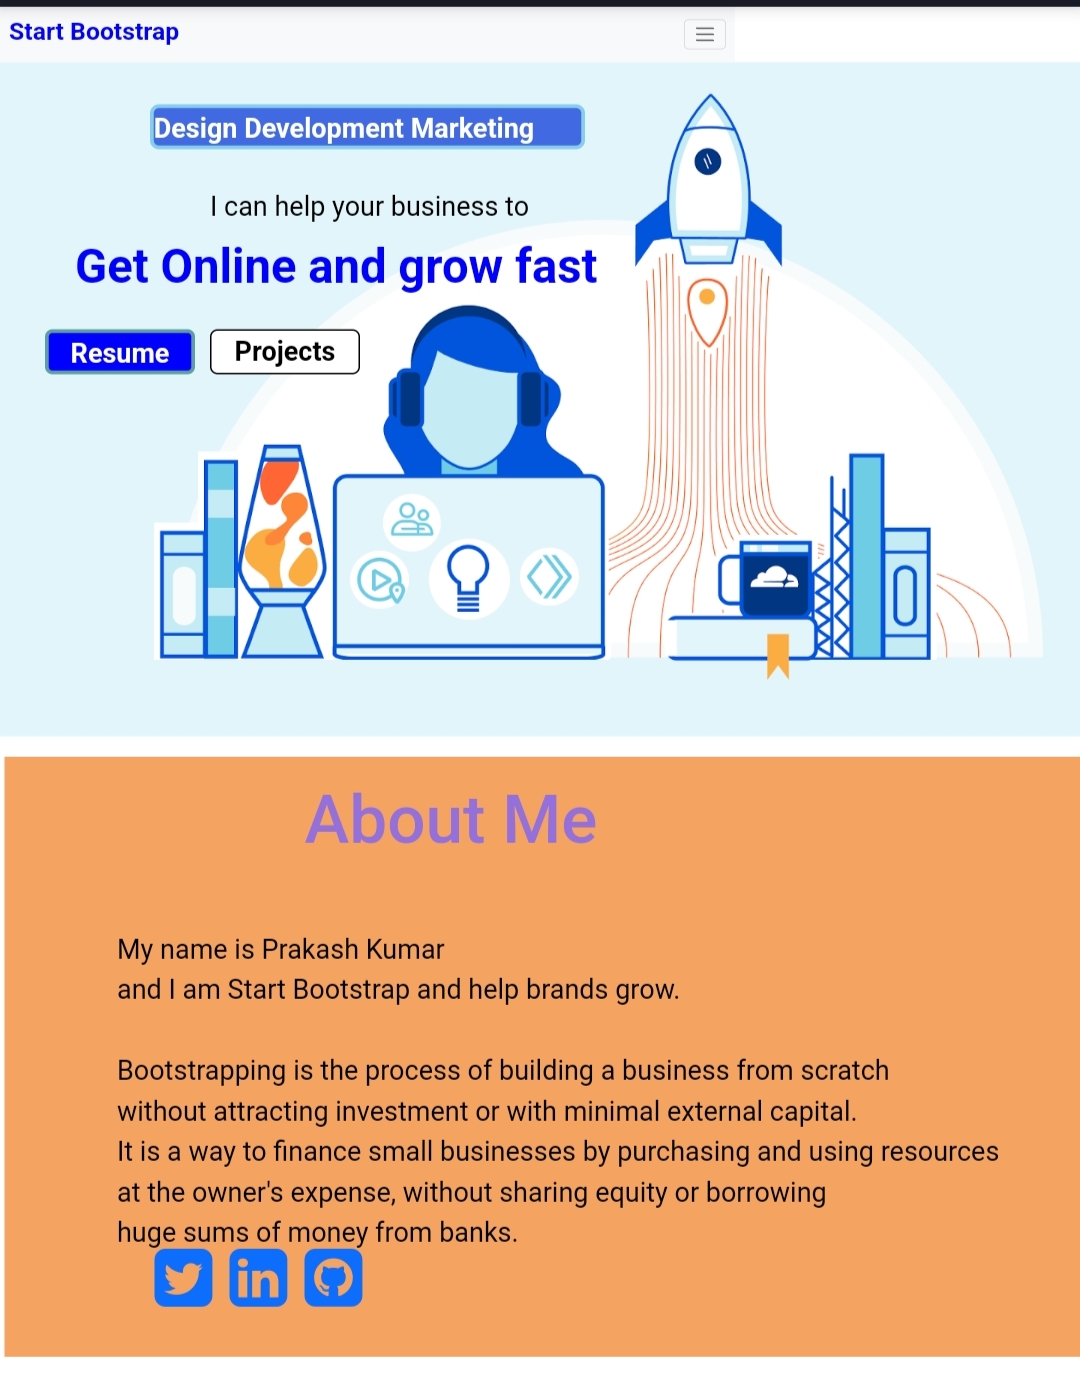 Start Bootstrap
Design Development Marketing
I can help your business to
Get Online and grow fast
Resume
Projects
About Me
My name is Prakash Kumar
and I am Start Bootstrap and help brands grow.
Bootstrapping is the process of building a business from scratch
without attracting investment or with minimal external capital.
It is a way to finance small businesses by purchasing and using resources
at the owner's expense, without sharing equity or borrowing
huge sums of money from banks.
in